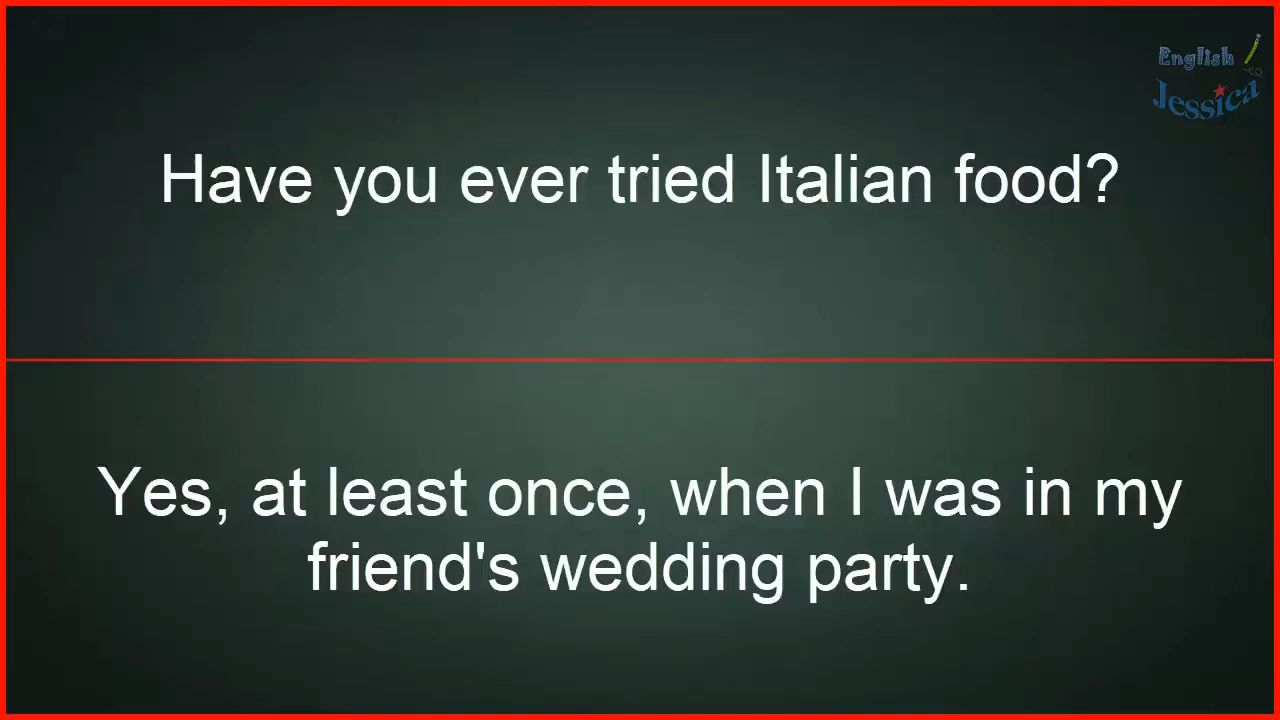 English
Jessica
Have you ever tried Italian food?
Yes, at least once, when I was in my
friend's wedding party.